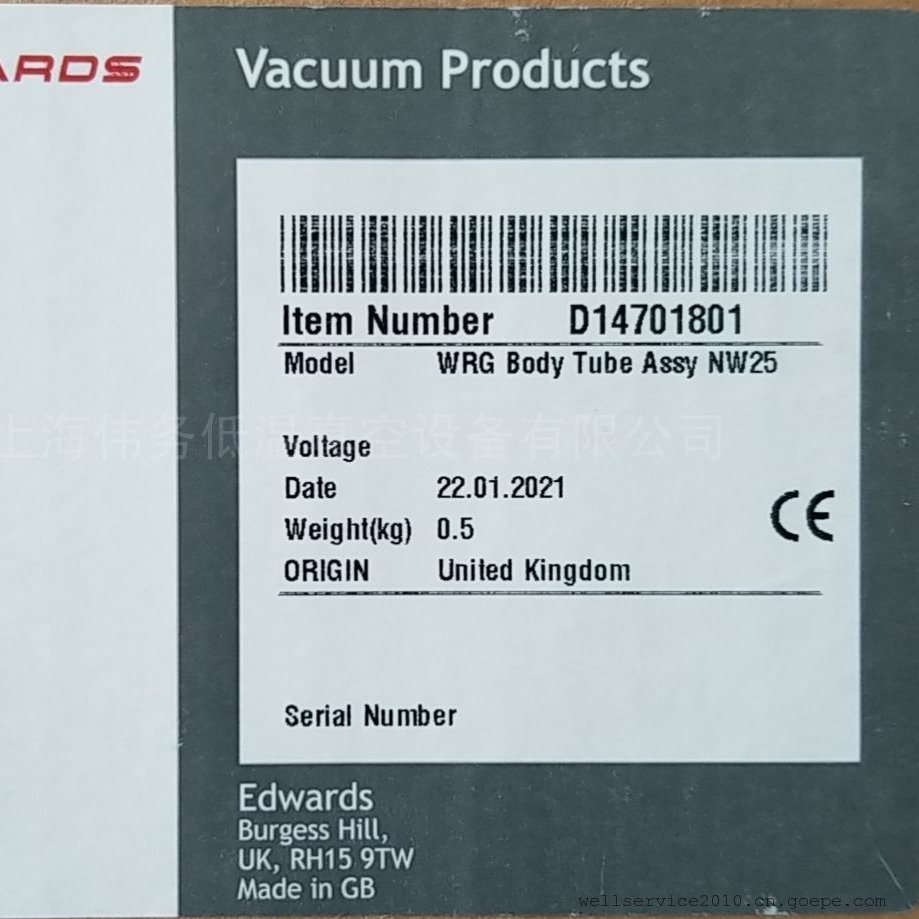 ARDS
Vacuum Products
Item Number D14701801
Model WRG Body Tube Assy NW25
上海伟务低温真空设备有限公司
Voltage
Date 22.01.2021
Weight(kg) 0.5
CE
ORIGIN United Kingdom
Serial Number
Edwards
Burgess Hill,
UK, RH15 9TW
Made in GB
wellservice2010.cn.goepe.com